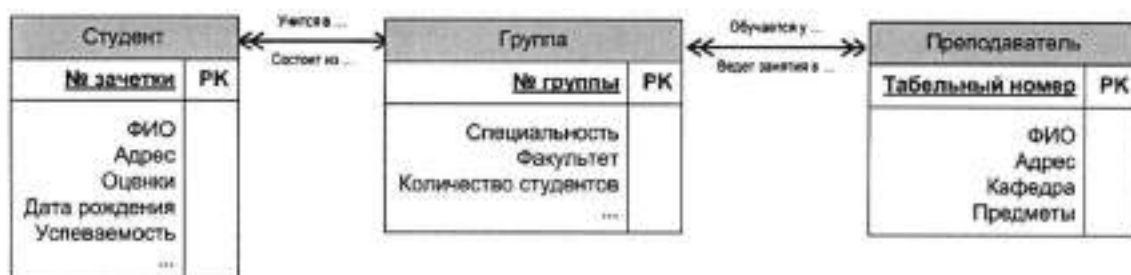 Студент
№ зачетки PK
ФИО
Адрес
Оценки
Дата рождения
Успеваемость
...
Учится в ...
Состоит из ...
Группа
№ группы PK
Специальность
Факультет
Количество студентов
...
Обучается у ...
Ведет занятия в ...
Преподаватель
Табельный номер PK
ФИО
Адрес
Кафедра
Предметы